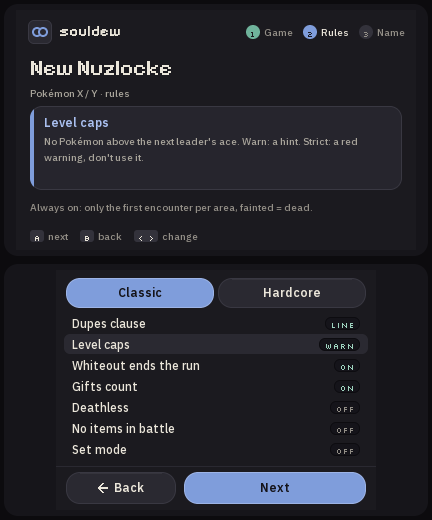 souldew
1 Game 2 Rules 3 Name
New Nuzlocke
Pokémon X / Y · rules
Level caps
No Pokémon above the next leader's ace. Warn: a hint. Strict: a red
warning, don't use it.
Always on: only the first encounter per area, fainted = dead.
A next B back < > change
Classic Hardcore
Dupes clause LINE
Level caps WARN
Whiteout ends the run ON
Gifts count ON
Deathless OFF
No items in battle OFF
Set mode OFF
← Back Next